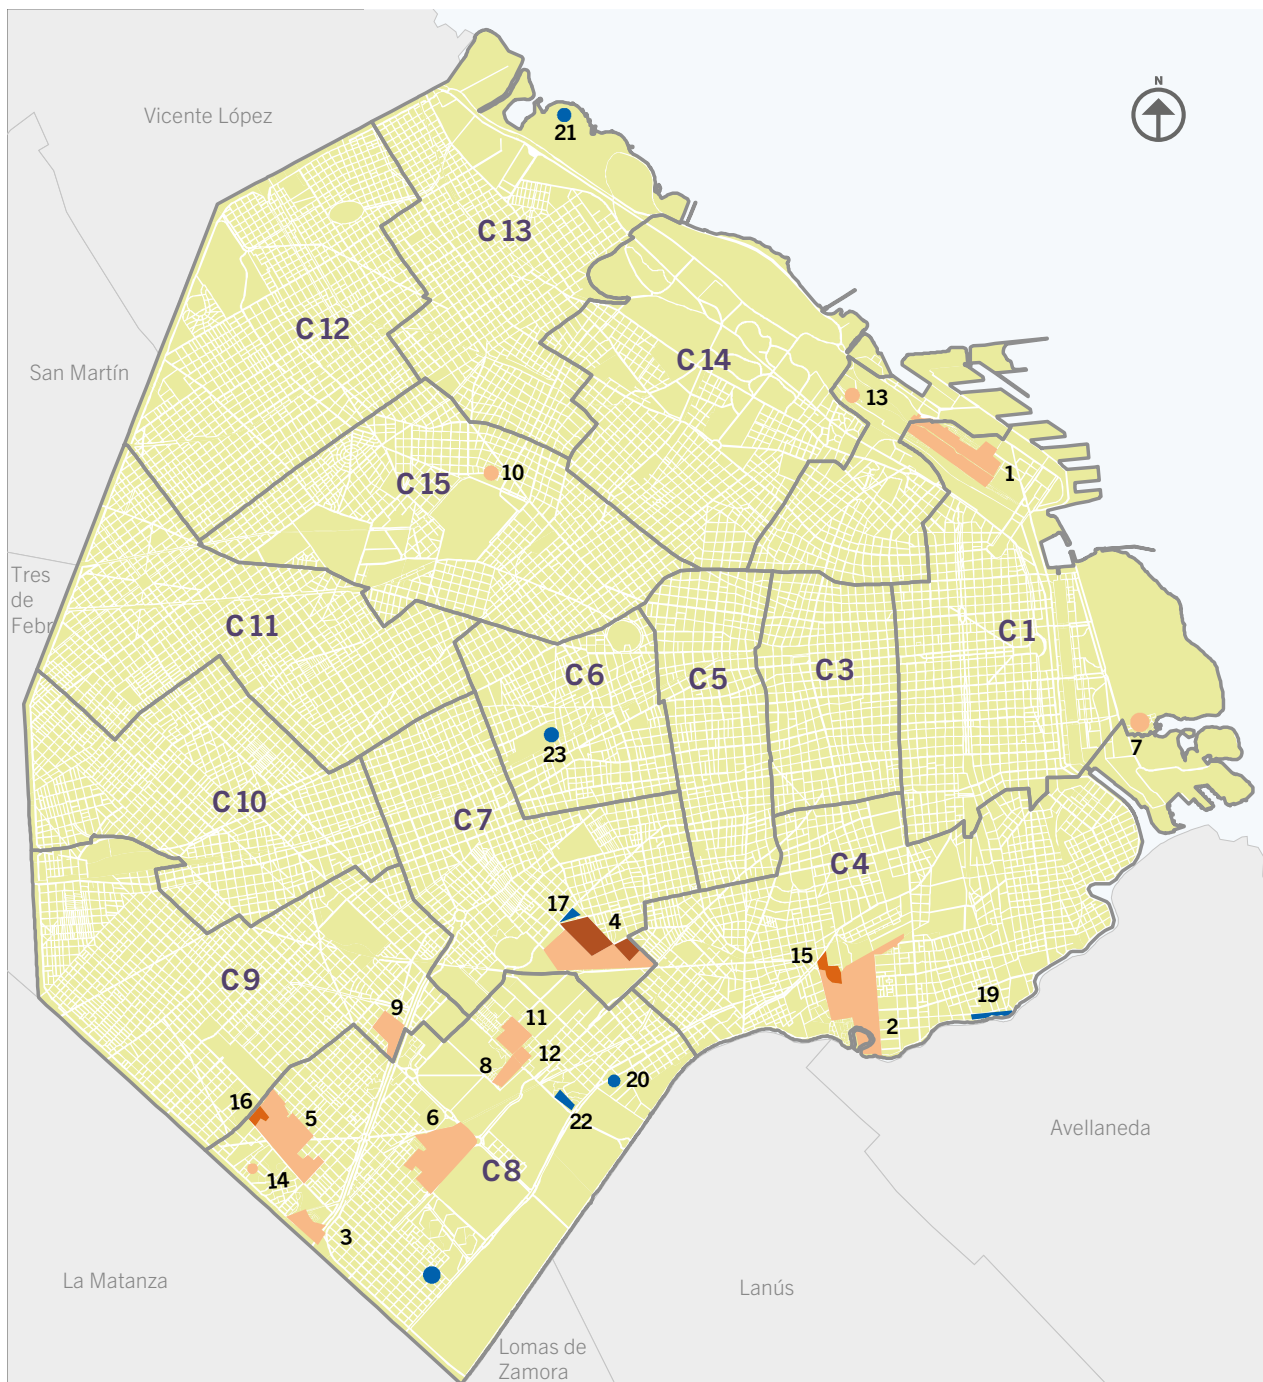 N
Vicente López
21
C 13
C 12
San Martín
C 14
13
1
C 15
10
Tres
de
Febr
C 11
C 1
C 6
C 5
C 3
7
23
C 10
C 7
C 4
17
4
15
C 9
9
19
2
11
8
12
20
16
5
6
22
Avellaneda
14
C 8
3
La Matanza
Lanús
Lomas de
Zamora